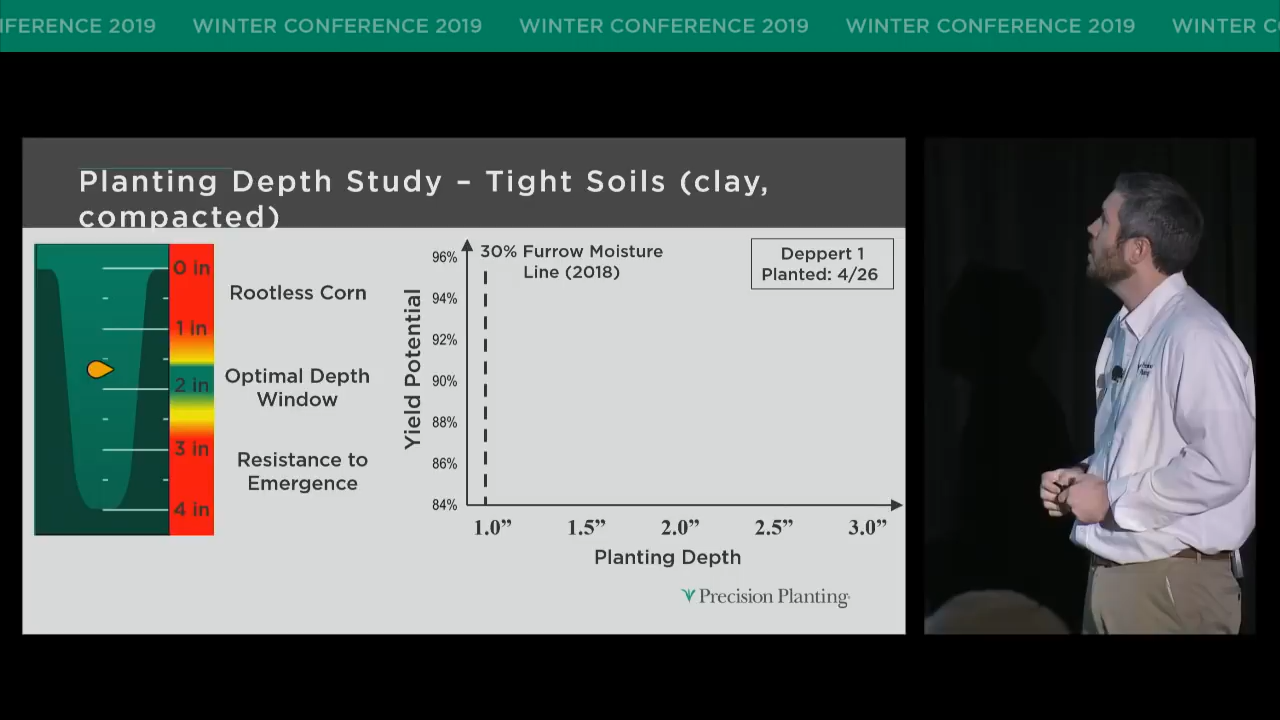 FERENCE 2019 WINTER CONFERENCE 2019 WINTER CONFERENCE 2019 WINTER CONFERENCE 2019 WINTER
Planting Depth Study – Tight Soils (clay,
compacted)
0 in
1 in
2 in
3 in
4 in
Rootless Corn
Optimal Depth
Window
Resistance to
Emergence
Yield Potential
96%
94%
92%
90%
88%
86%
84%
30% Furrow Moisture
Line (2018)
Deppert 1
Planted: 4/26
1.0” 1.5” 2.0” 2.5” 3.0”
Planting Depth
Precision Planting